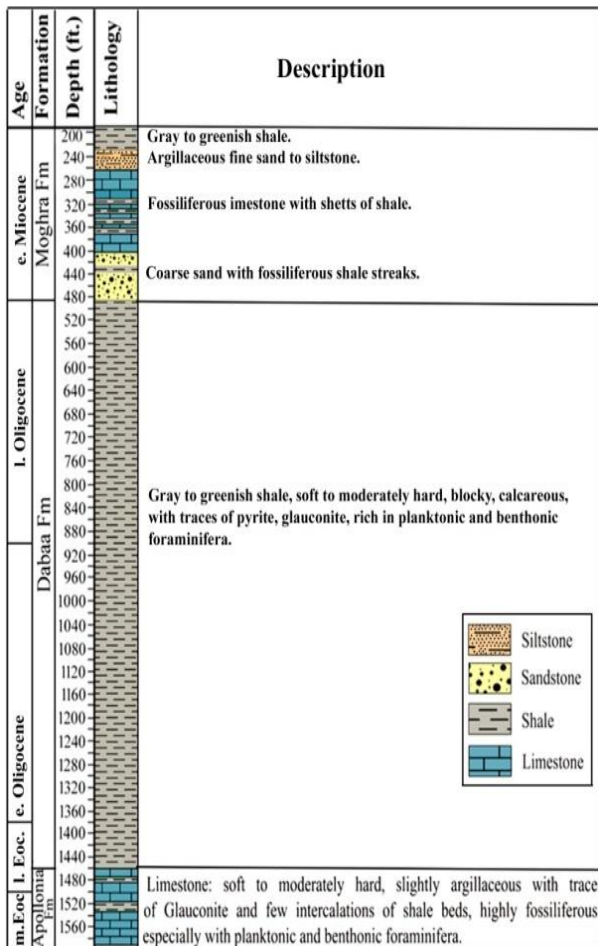 Age
Formation
Depth (ft.)
Lithology
Description
e. Miocene
l. Oligocene
e. Oligocene
l. Eoc.
m.Eoc
Moghra Fm
Dabaa Fm
Apollonia
Fm
200
240
280
320
360
400
440
480
520
560
600
640
680
720
760
800
840
880
920
960
1000
1040
1080
1120
1160
1200
1240
1280
1320
1360
1400
1440
1480
1520
1560
Gray to greenish shale.
Argillaceous fine sand to siltstone.
Fossiliferous imestone with shetts of shale.
Coarse sand with fossiliferous shale streaks.
Gray to greenish shale, soft to moderately hard, blocky, calcareous,
with traces of pyrite, glauconite, rich in planktonic and benthonic
foraminifera.
Siltstone
Sandstone
Shale
Limestone
Limestone: soft to moderately hard, slightly argillaceous with trace
of Glauconite and few intercalations of shale beds, highly fossiliferous
especially with planktonic and benthonic foraminifera.